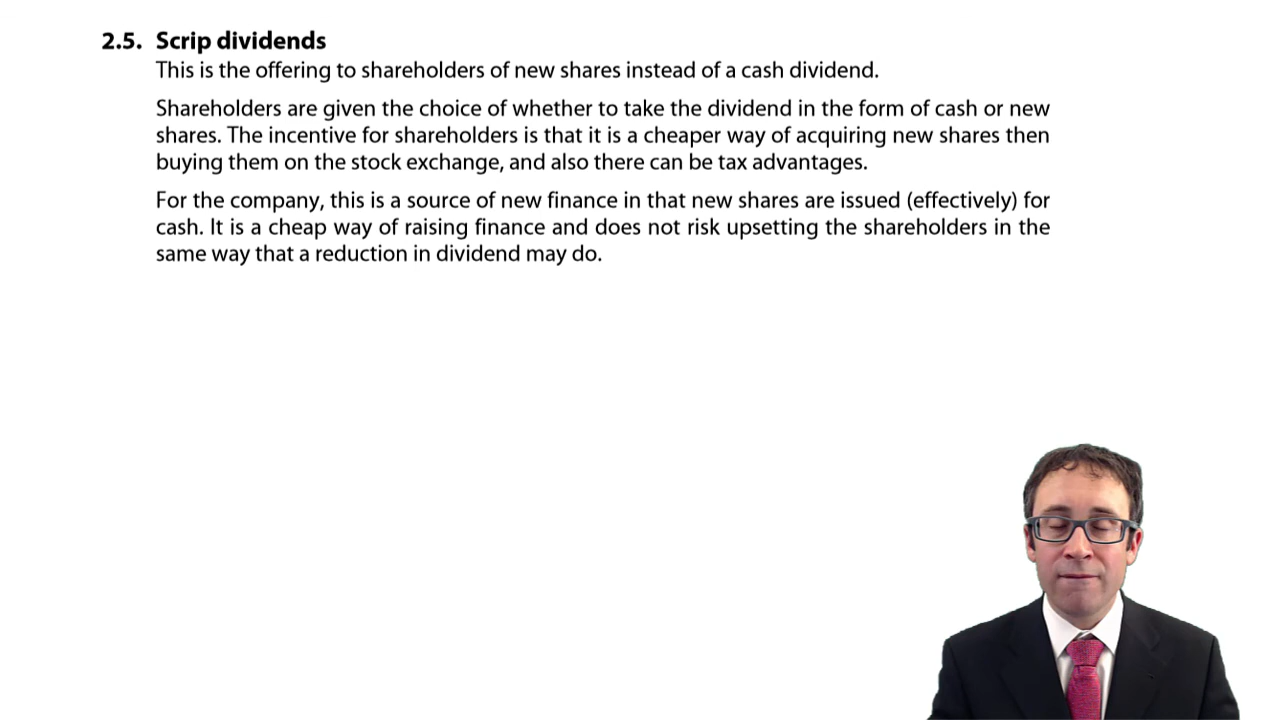 2.5. Scrip dividends
This is the offering to shareholders of new shares instead of a cash dividend.
Shareholders are given the choice of whether to take the dividend in the form of cash or new
shares. The incentive for shareholders is that it is a cheaper way of acquiring new shares then
buying them on the stock exchange, and also there can be tax advantages.
For the company, this is a source of new finance in that new shares are issued (effectively) for
cash. It is a cheap way of raising finance and does not risk upsetting the shareholders in the
same way that a reduction in dividend may do.